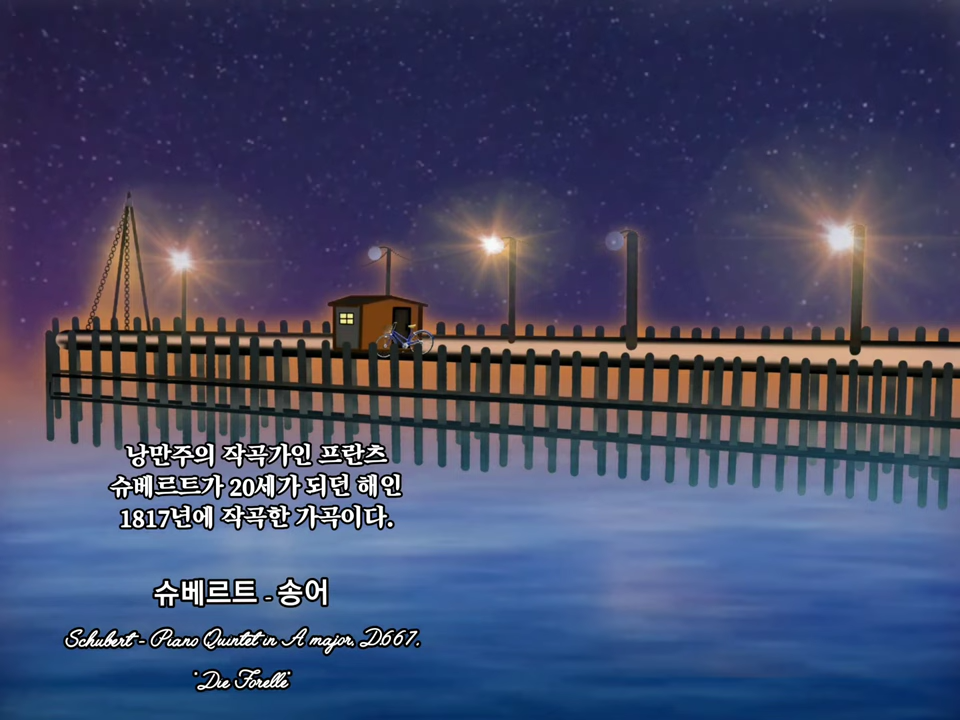 낭만주의 작곡가인 프란츠
슈베르트가 20세가 되던 해인
1817년에 작곡한 가곡이다.
슈베르트 - 송어
Schubert - Piano Quintet in A major, D.667,
"Die Forelle"